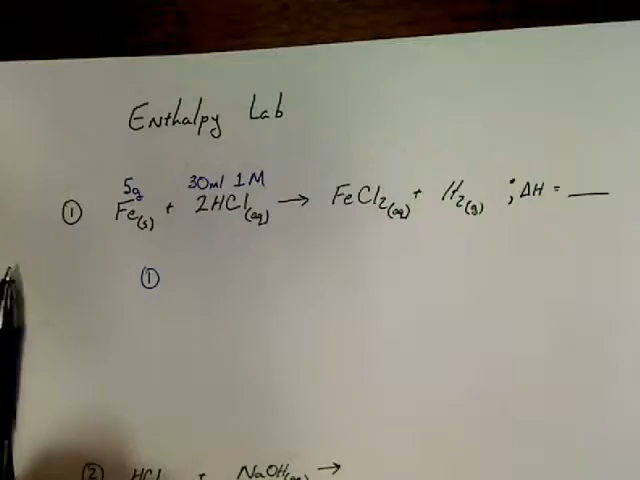 Enthalpy Lab
5g 30ml 1M
① Fe(s) + 2HCl(aq) → FeCl2(aq) + H2(g) ; ΔH = ___
①
② HCl + NaOH(aq) →